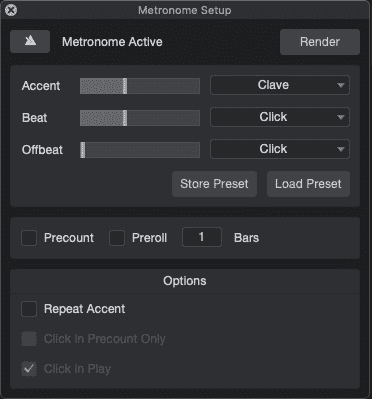 Metronome Setup
Metronome Active Render
Accent Clave
Beat Click
Offbeat Click
Store Preset Load Preset
Precount Preroll 1 Bars
Options
Repeat Accent
Click in Precount Only
Click in Play